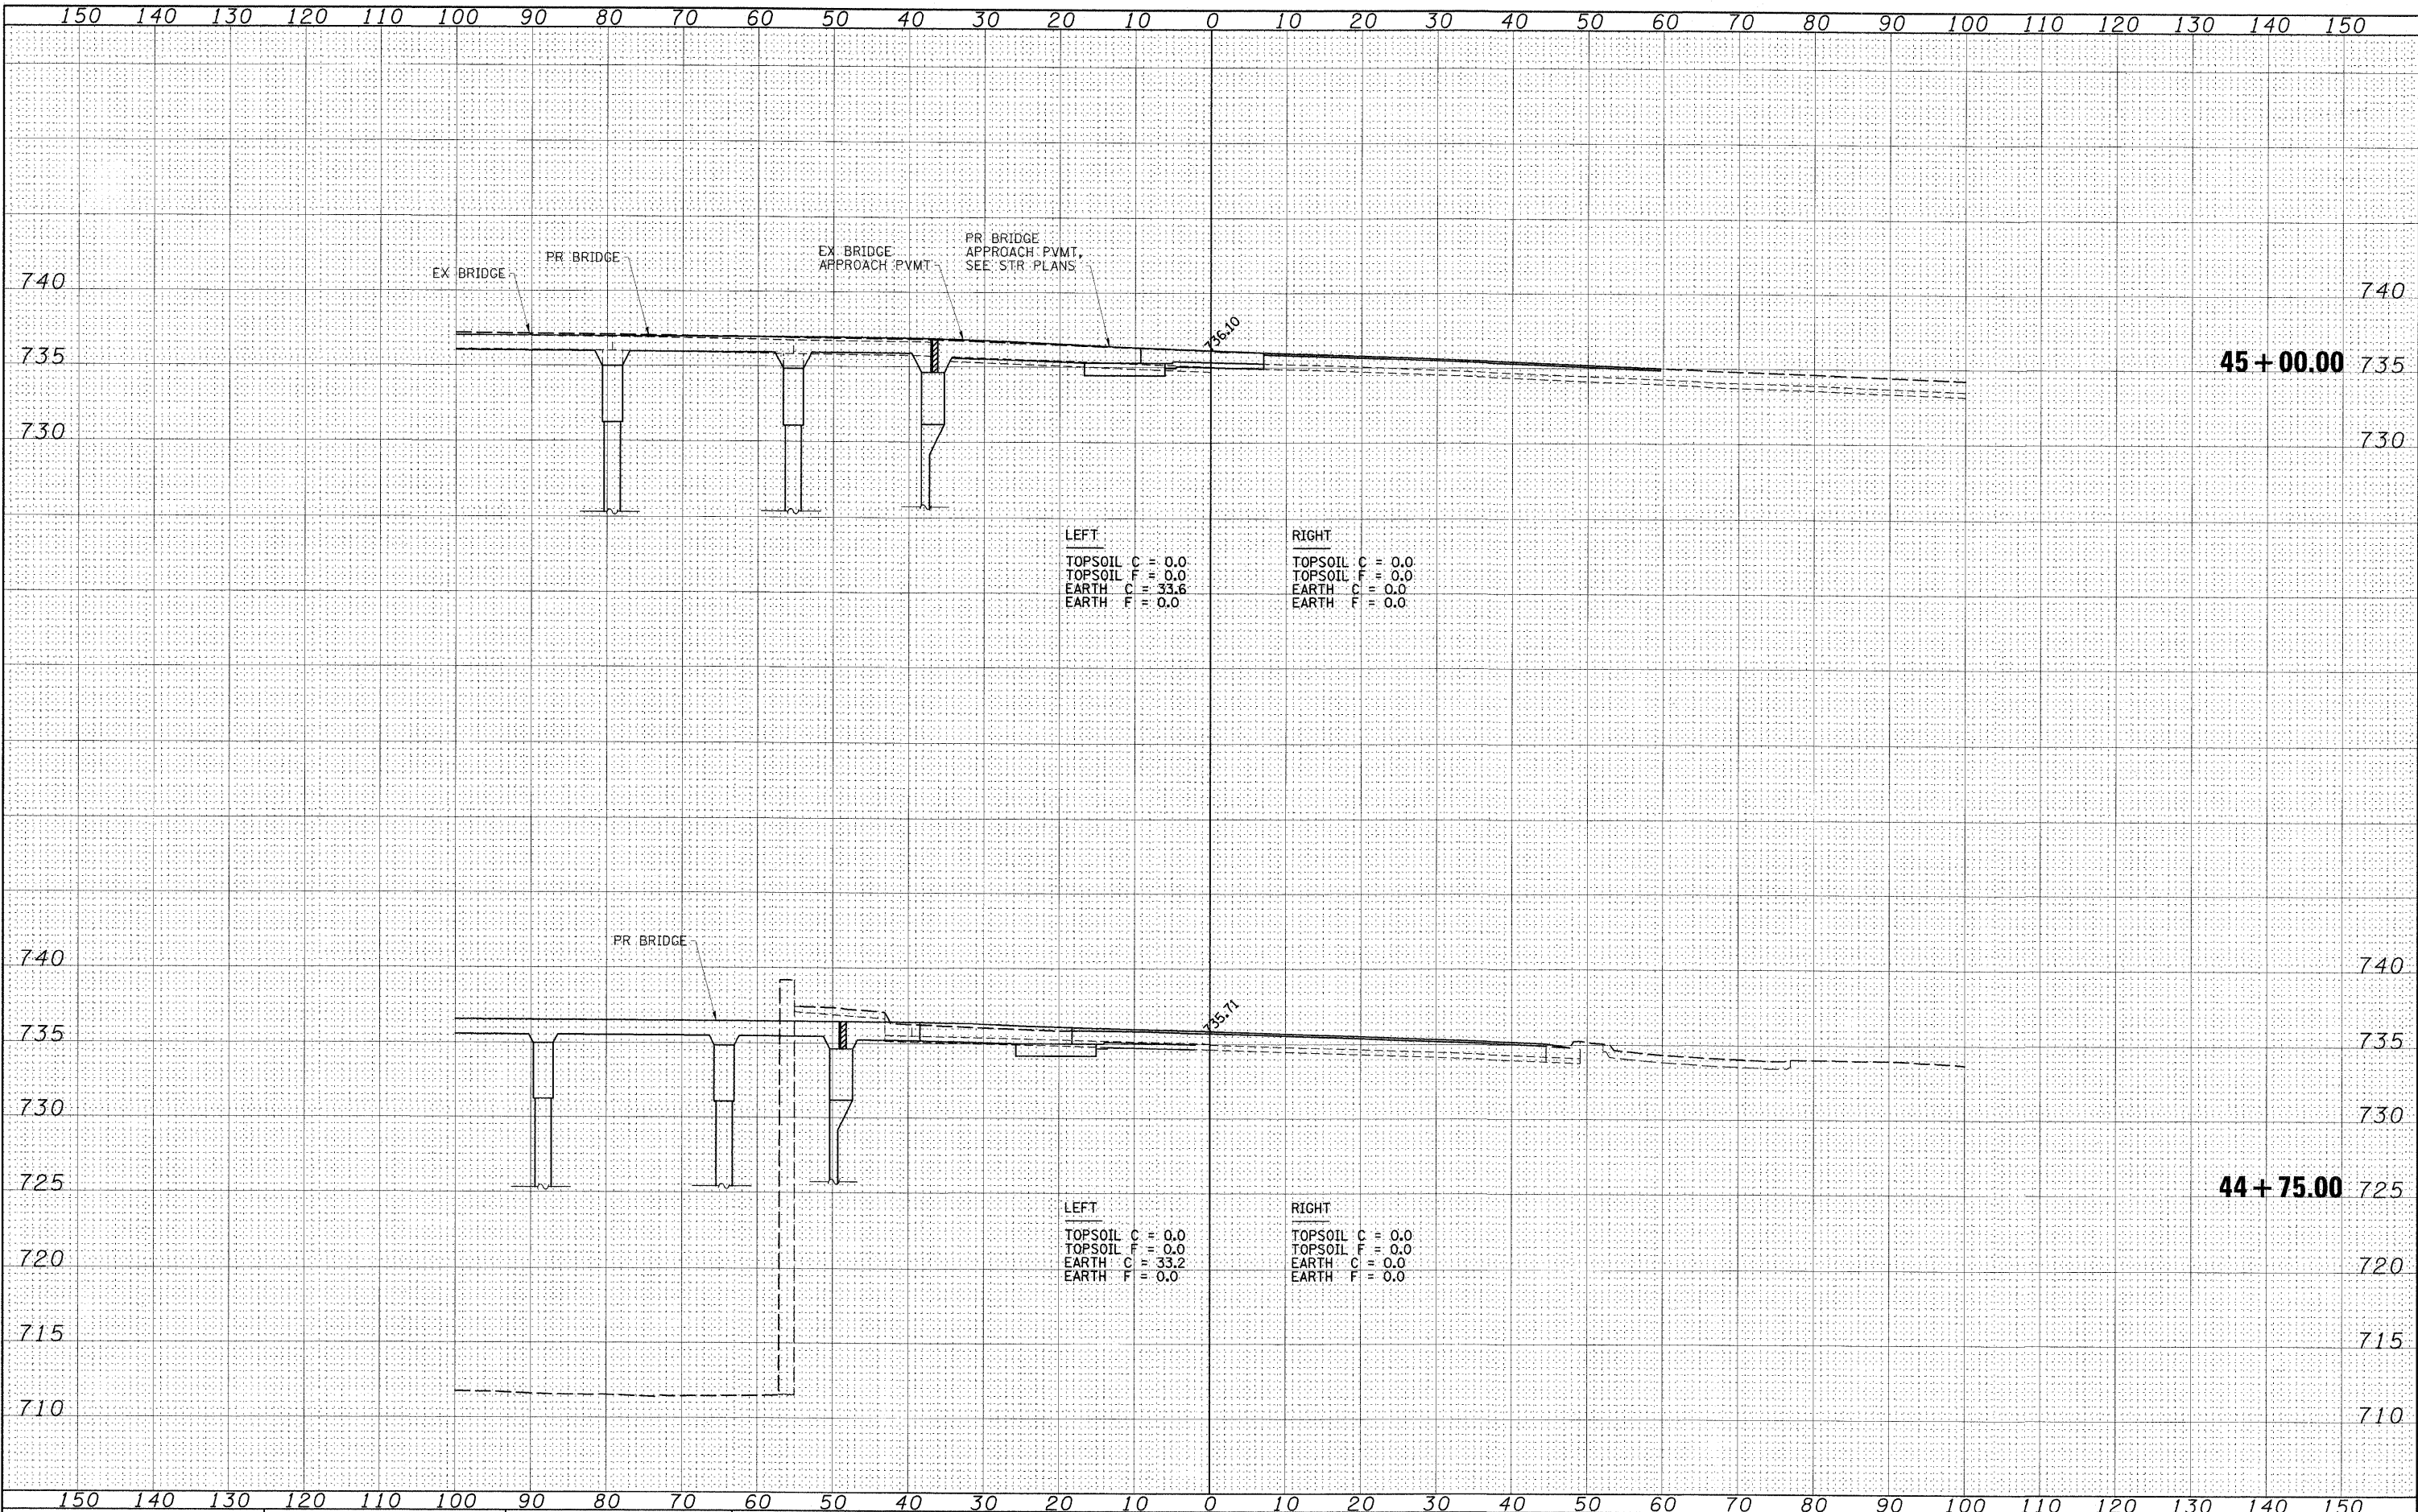 150 140 130 120 110 100 90 80 70 60 50 40 30 20 10 0 10 20 30 40 50 60 70 80 90 100 110 120 130 140 150
EX BRIDGE
PR BRIDGE
EX BRIDGE
APPROACH PVMT
PR BRIDGE
APPROACH PVMT,
SEE STR PLANS
740 740
736.10
735 45+00.00 735
730 730
LEFT
TOPSOIL C = 0.0
TOPSOIL F = 0.0
EARTH C = 33.6
EARTH F = 0.0
RIGHT
TOPSOIL C = 0.0
TOPSOIL F = 0.0
EARTH C = 0.0
EARTH F = 0.0
PR BRIDGE
740 740
735.71
735 735
730 730
725 44+75.00 725
LEFT
TOPSOIL C = 0.0
TOPSOIL F = 0.0
EARTH C = 33.2
EARTH F = 0.0
RIGHT
TOPSOIL C = 0.0
TOPSOIL F = 0.0
EARTH C = 0.0
EARTH F = 0.0
720 720
715 715
710 710
150 140 130 120 110 100 90 80 70 60 50 40 30 20 10 0 10 20 30 40 50 60 70 80 90 100 110 120 130 140 150